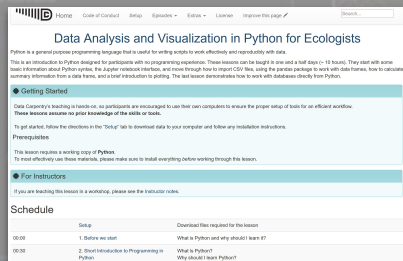 Home Code of Conduct Setup Episodes Extras License Improve this page Search...
Data Analysis and Visualization in Python for Ecologists
Python is a general purpose programming language that is useful for writing scripts to work effectively and reproducibly with data.
This is an introduction to Python designed for participants with no programming experience. These lessons can be taught in one and a half days (~ 10 hours). They start with some
basic information about Python syntax, the Jupyter notebook interface, and move through how to import CSV files, using the pandas package to work with data frames, how to calculate
summary information from a data frame, and a brief introduction to plotting. The last lesson demonstrates how to work with databases directly from Python.
Getting Started
Data Carpentry's teaching is hands-on, so participants are encouraged to use their own computers to ensure the proper setup of tools for an efficient workflow.
These lessons assume no prior knowledge of the skills or tools.
To get started, follow the directions in the "Setup" tab to download data to your computer and follow any installation instructions.
Prerequisites
This lesson requires a working copy of Python.
To most effectively use these materials, please make sure to install everything before working through this lesson.
For Instructors
If you are teaching this lesson in a workshop, please see the Instructor notes.
Schedule
Setup Download files required for the lesson
00:00 1. Before we start What is Python and why should I learn it?
00:30 2. Short Introduction to Programming in What is Python?
Python Why should I learn Python?